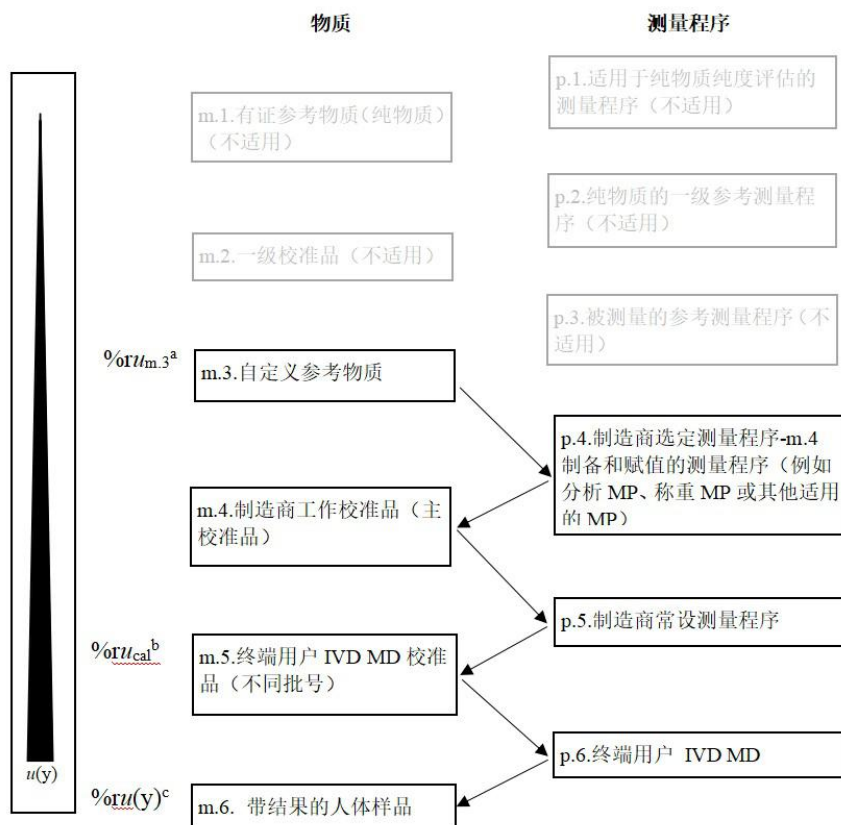 物质
测量程序
p.1.适用于纯物质纯度评估的
测量程序（不适用）
m.1.有证参考物质（纯物质）
（不适用）
p.2.纯物质的一级参考测量程
序（不适用）
m.2.一级校准品（不适用）
p.3.被测量的参考测量程序（不
适用）
%ru m.3 a
m.3.自定义参考物质
p.4.制造商选定测量程序-m.4
制备和赋值的测量程序（例如
分析 MP、称重 MP 或其他适用
的 MP）
m.4.制造商工作校准品（主
校准品）
p.5.制造商常设测量程序
%ru cal b
m.5.终端用户 IVD MD 校准
品（不同批号）
p.6.终端用户 IVD MD
u(y)
%ru(y)c
m.6. 带结果的人体样品